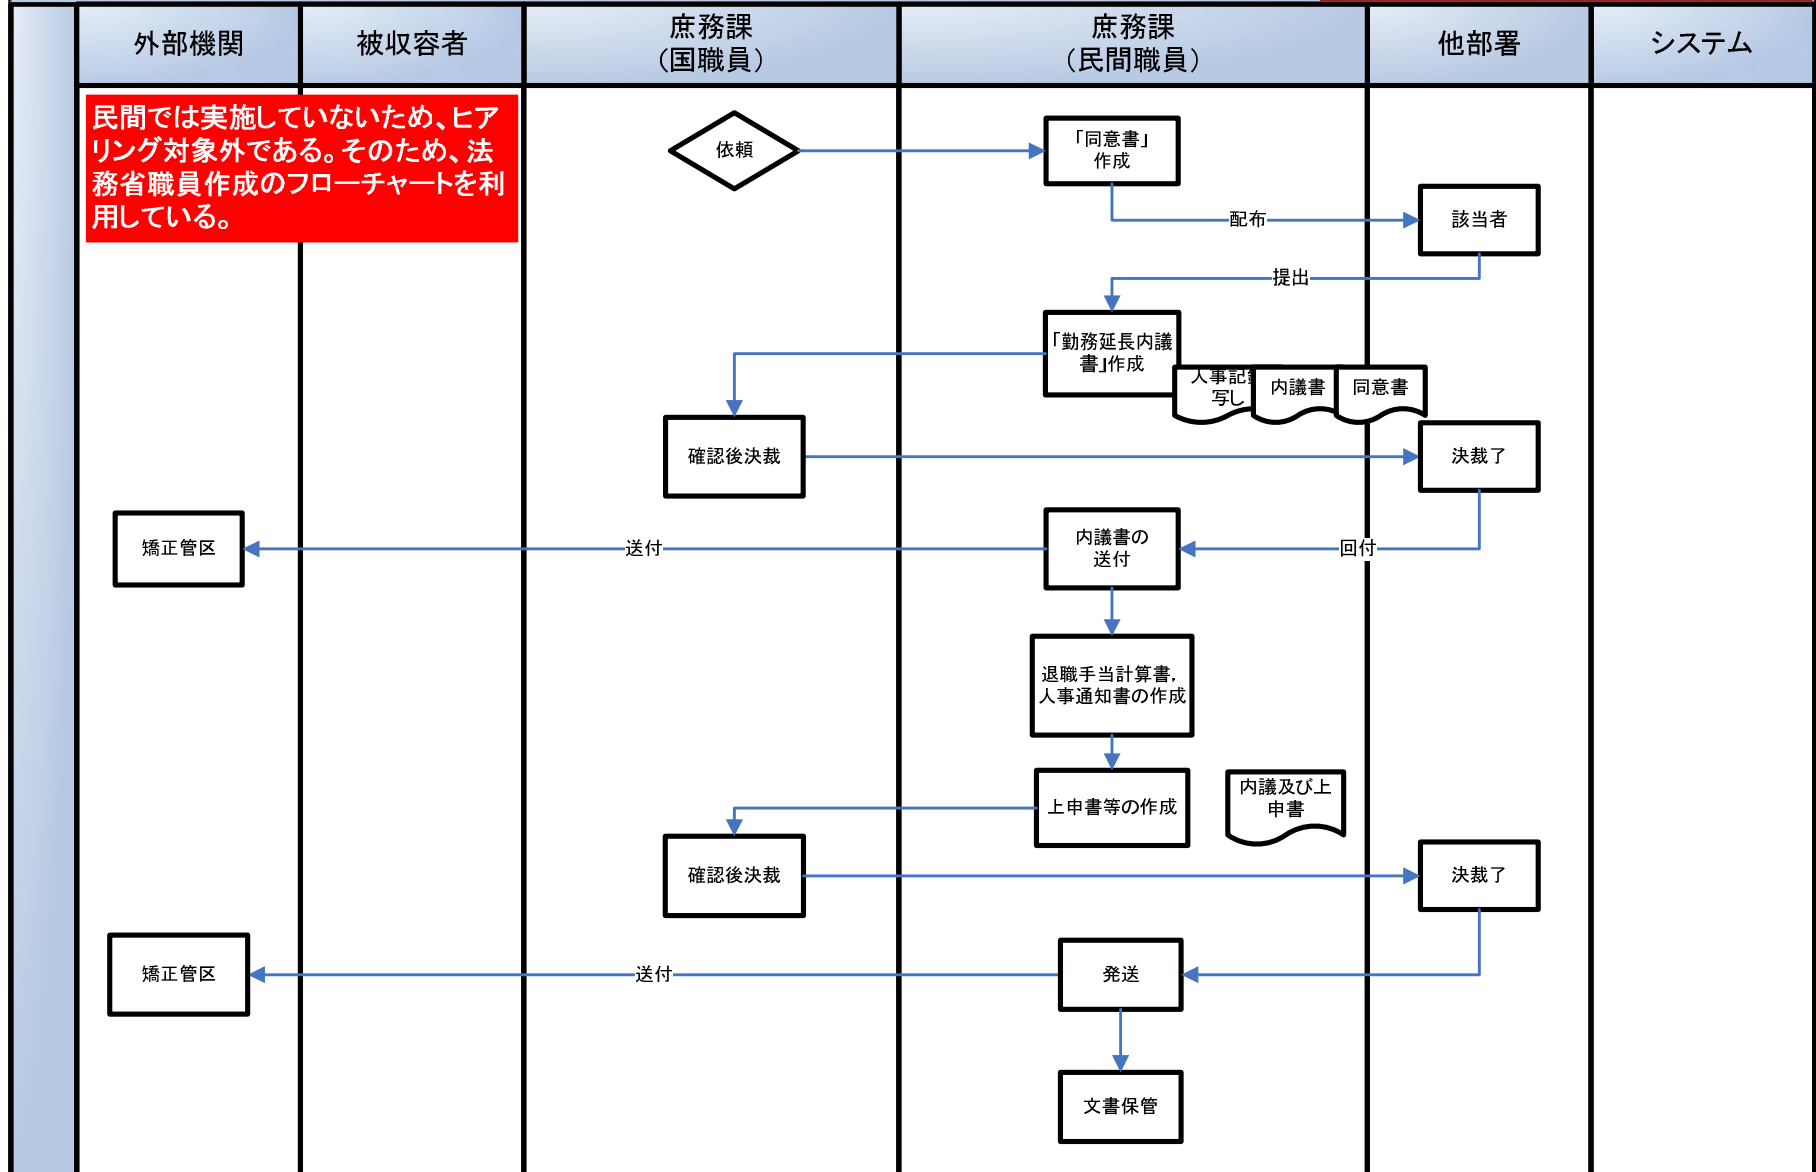 外部機関
被収容者
庶務課
（国職員）
庶務課
（民間職員）
他部署
システム
民間では実施していないため、ヒア
リング対象外である。そのため、法
務省職員作成のフローチャートを利
用している。
依頼
「同意書」
作成
配布
該当者
提出
「勤務延長内議
書」作成
人事記録
写し
内議書
同意書
確認後決裁
決裁了
矯正管区
送付
内議書の
送付
回付
退職手当計算書，
人事通知書の作成
上申書等の作成
内議及び上
申書
確認後決裁
決裁了
矯正管区
送付
発送
文書保管